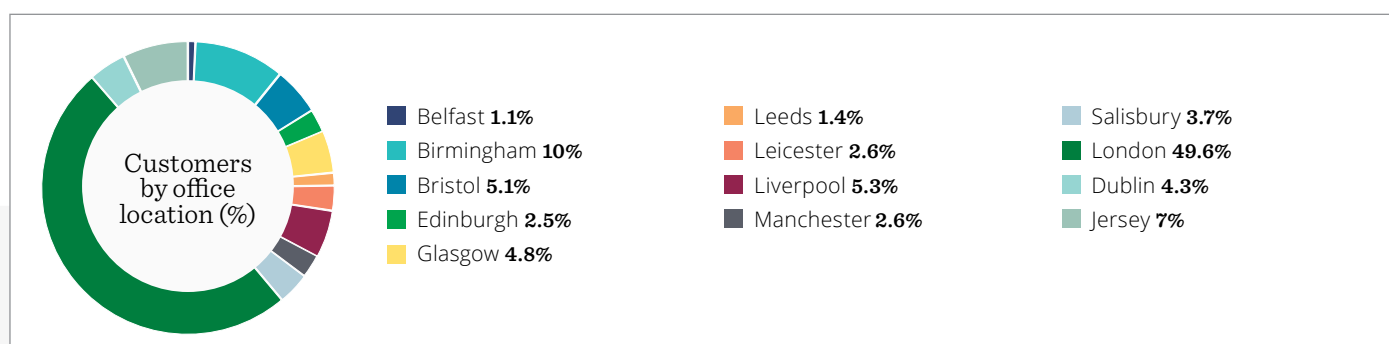 Customers
by office
location (%)
Belfast 1.1%
Birmingham 10%
Bristol 5.1%
Edinburgh 2.5%
Glasgow 4.8%
Leeds 1.4%
Leicester 2.6%
Liverpool 5.3%
Manchester 2.6%
Salisbury 3.7%
London 49.6%
Dublin 4.3%
Jersey 7%